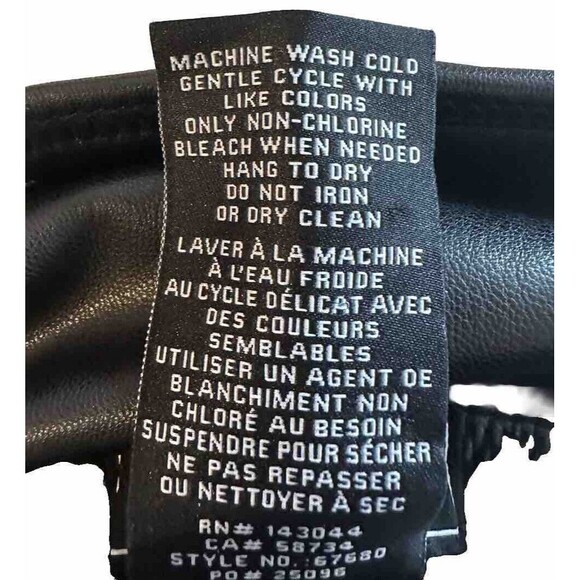 MACHINE WASH COLD
GENTLE CYCLE WITH
LIKE COLORS
ONLY NON-CHLORINE
BLEACH WHEN NEEDED
HANG TO DRY
DO NOT IRON
OR DRY CLEAN
LAVER À LA MACHINE
À L'EAU FROIDE
AU CYCLE DÉLICAT AVEC
DES COULEURS
SEMBLABLES
UTILISER UN AGENT DE
BLANCHIMENT NON
CHLORÉ AU BESOIN
SUSPENDRE POUR SÉCHER
NE PAS REPASSER
OU NETTOYER À SEC
RN# 143044
CA# 58734
STYLE NO.:67680
PO# 25096